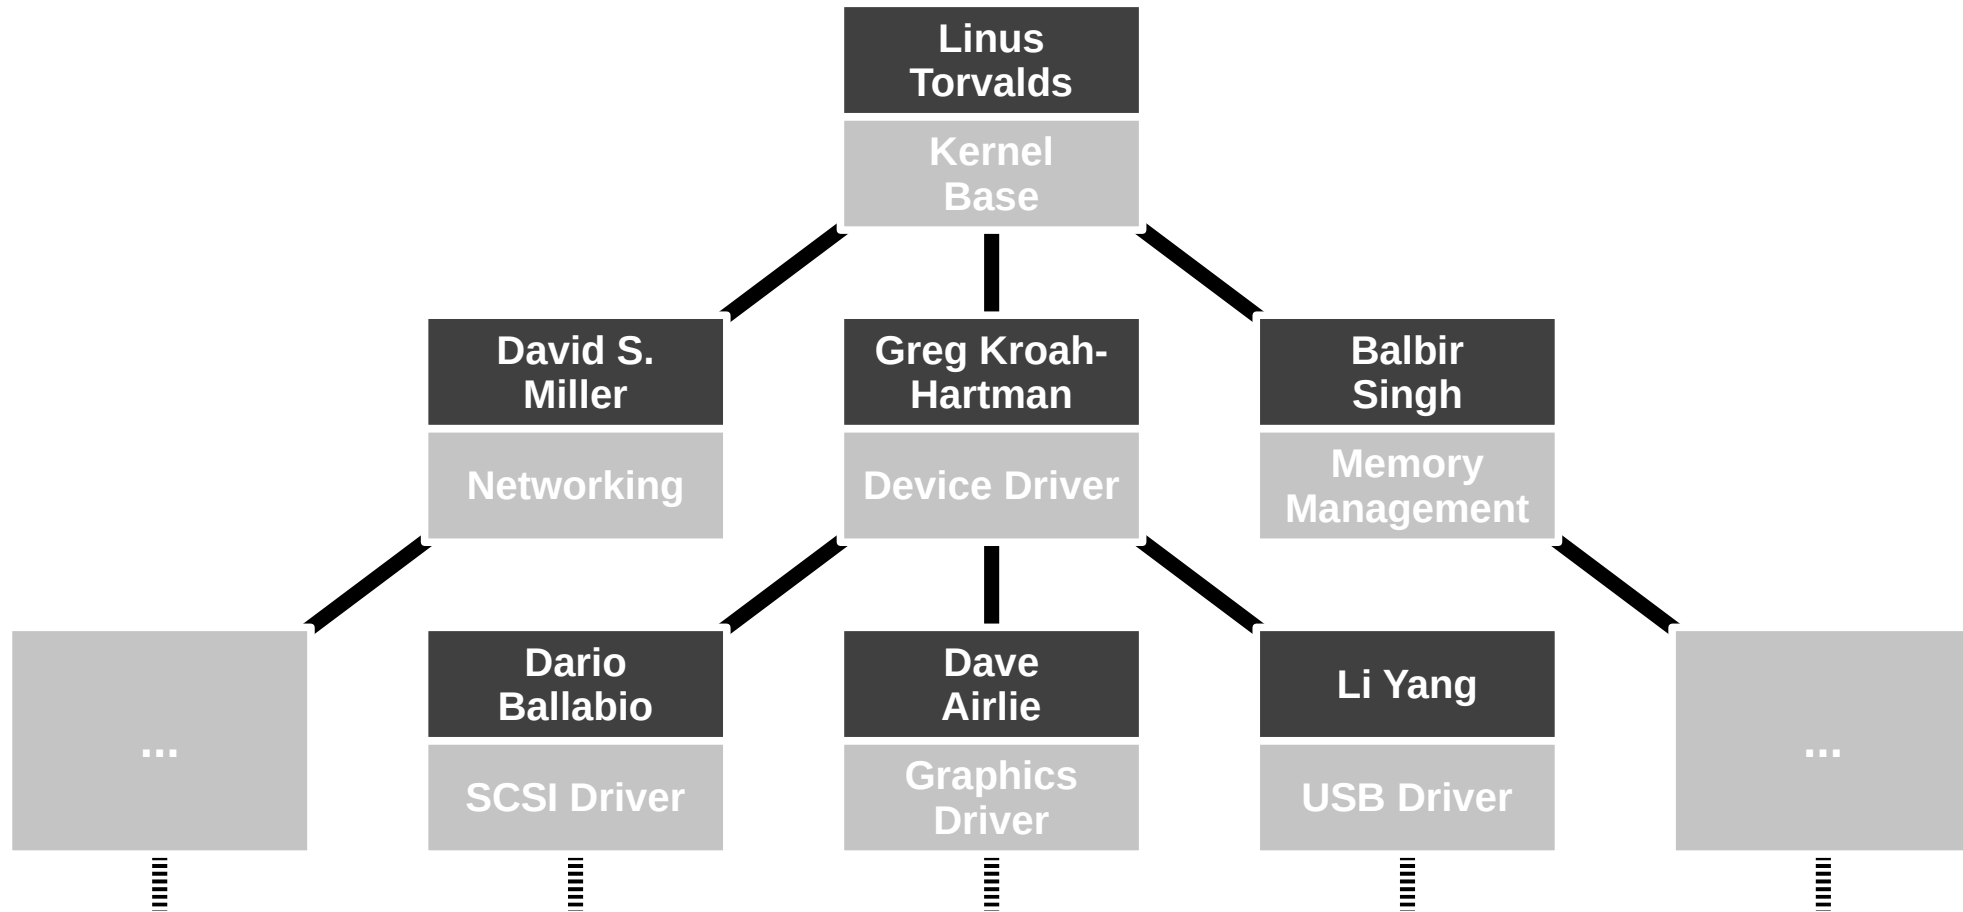 Linus
Torvalds
Kernel
Base
David S.
Miller
Networking
Greg Kroah-
Hartman
Device Driver
Balbir
Singh
Memory
Management
...
Dario
Ballabio
SCSI Driver
Dave
Airlie
Graphics
Driver
Li Yang
USB Driver
...